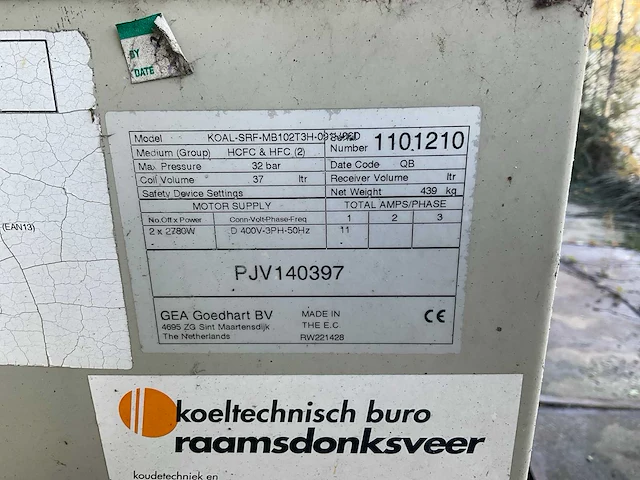 BY
DATE
(EAN13)
Model KOAL-SRF-MB102T3H-09
Number 1101210
Medium (Group) HCFC & HFC (2)
Max. Pressure 32 bar Date Code QB
Coil Volume 37 ltr Receiver Volume ltr
Safety Device Settings Net Weight 439 kg
MOTOR SUPPLY TOTAL AMPS/PHASE
No.Off x Power Conn-Volt-Phase-Freq 1 2 3
2 x 2780W D 400V-3PH-50Hz 11
PJV140397
GEA Goedhart BV MADE IN CE
4695 ZG Sint Maartensdijk THE E.C
The Netherlands RW221428
koeltechnisch buro
raamsdonksveer
koudetechniek en